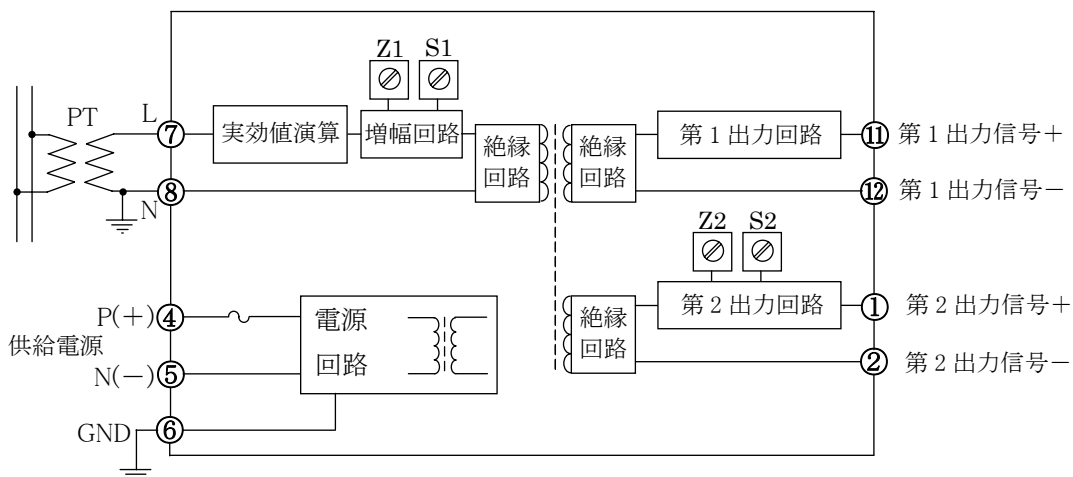 Z1 S1
PT
L
⑦
実効値演算
増幅回路
絶縁
回路
絶縁
回路
第1出力回路
⑪
第1出力信号+
⑧
N
⑫
第1出力信号-
Z2 S2
P(+)
④
電源
回路
絶縁
回路
第2出力回路
①
第2出力信号+
供給電源
N(-)
⑤
②
第2出力信号-
GND
⑥